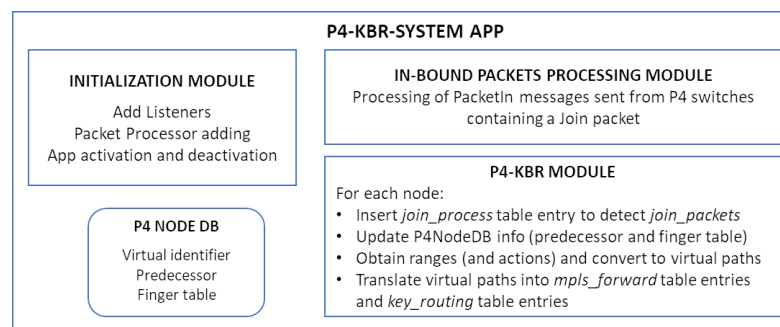 P4-KBR-SYSTEM APP
INITIALIZATION MODULE
Add Listeners
Packet Processor adding
App activation and deactivation
P4 NODE DB
Virtual identifier
Predecessor
Finger table
IN-BOUND PACKETS PROCESSING MODULE
Processing of PacketIn messages sent from P4 switches
containing a Join packet
P4-KBR MODULE
For each node:
• Insert join_process table entry to detect join_packets
• Update P4NodeDB info (predecessor and finger table)
• Obtain ranges (and actions) and convert to virtual paths
• Translate virtual paths into mpls_forward table entries
and key_routing table entries